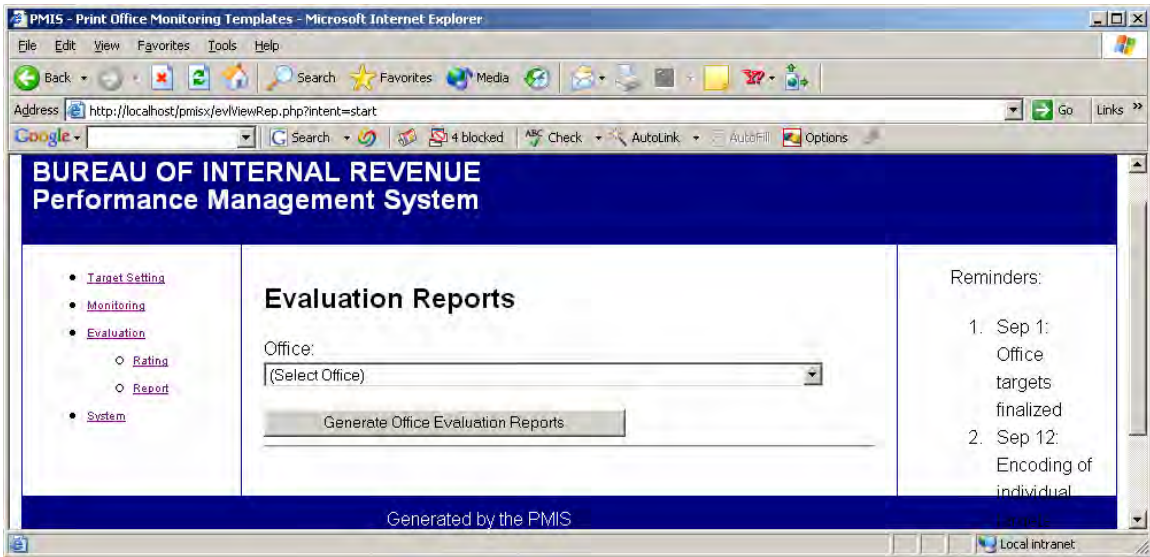 PMIS - Print Office Monitoring Templates - Microsoft Internet Explorer
File Edit View Favorites Tools Help
Back Search Favorites Media
Address http://localhost/pmisx/evlViewRep.php?intent=start Go Links »
Google Search 4 blocked ABC Check AutoLink AutoFill Options
BUREAU OF INTERNAL REVENUE
Performance Management System
Target Setting
Monitoring
Evaluation
Rating
Report
System
Evaluation Reports
Office:
(Select Office)
Generate Office Evaluation Reports
Reminders:
1. Sep 1:
Office
targets
finalized
2. Sep 12:
Encoding of
individual
Generated by the PMIS
Local intranet